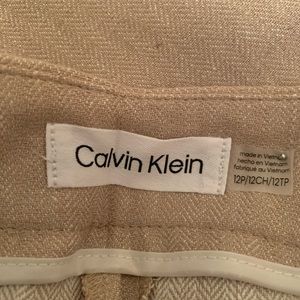 Calvin Klein
made in Vietnam
hecho en Vietnam
fabriqué au Vietnam
12P/12CH/12TP